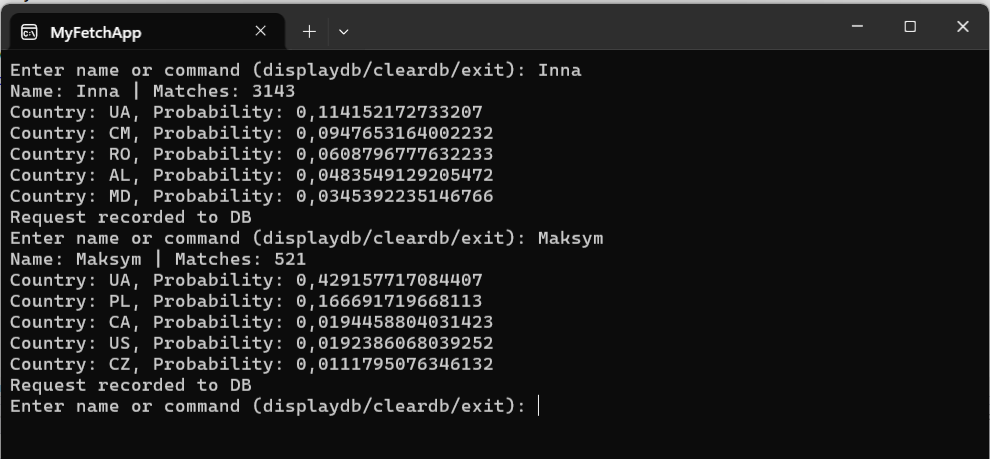 MyFetchApp
Enter name or command (displaydb/cleardb/exit): Inna
Name: Inna | Matches: 3143
Country: UA, Probability: 0,114152172733207
Country: CM, Probability: 0,0947653164002232
Country: RO, Probability: 0,0608796777632233
Country: AL, Probability: 0,0483549129205472
Country: MD, Probability: 0,0345392235146766
Request recorded to DB
Enter name or command (displaydb/cleardb/exit): Maksym
Name: Maksym | Matches: 521
Country: UA, Probability: 0,429157717084407
Country: PL, Probability: 0,166691719668113
Country: CA, Probability: 0,0194458804031423
Country: US, Probability: 0,0192386068039252
Country: CZ, Probability: 0,0111795076346132
Request recorded to DB
Enter name or command (displaydb/cleardb/exit):